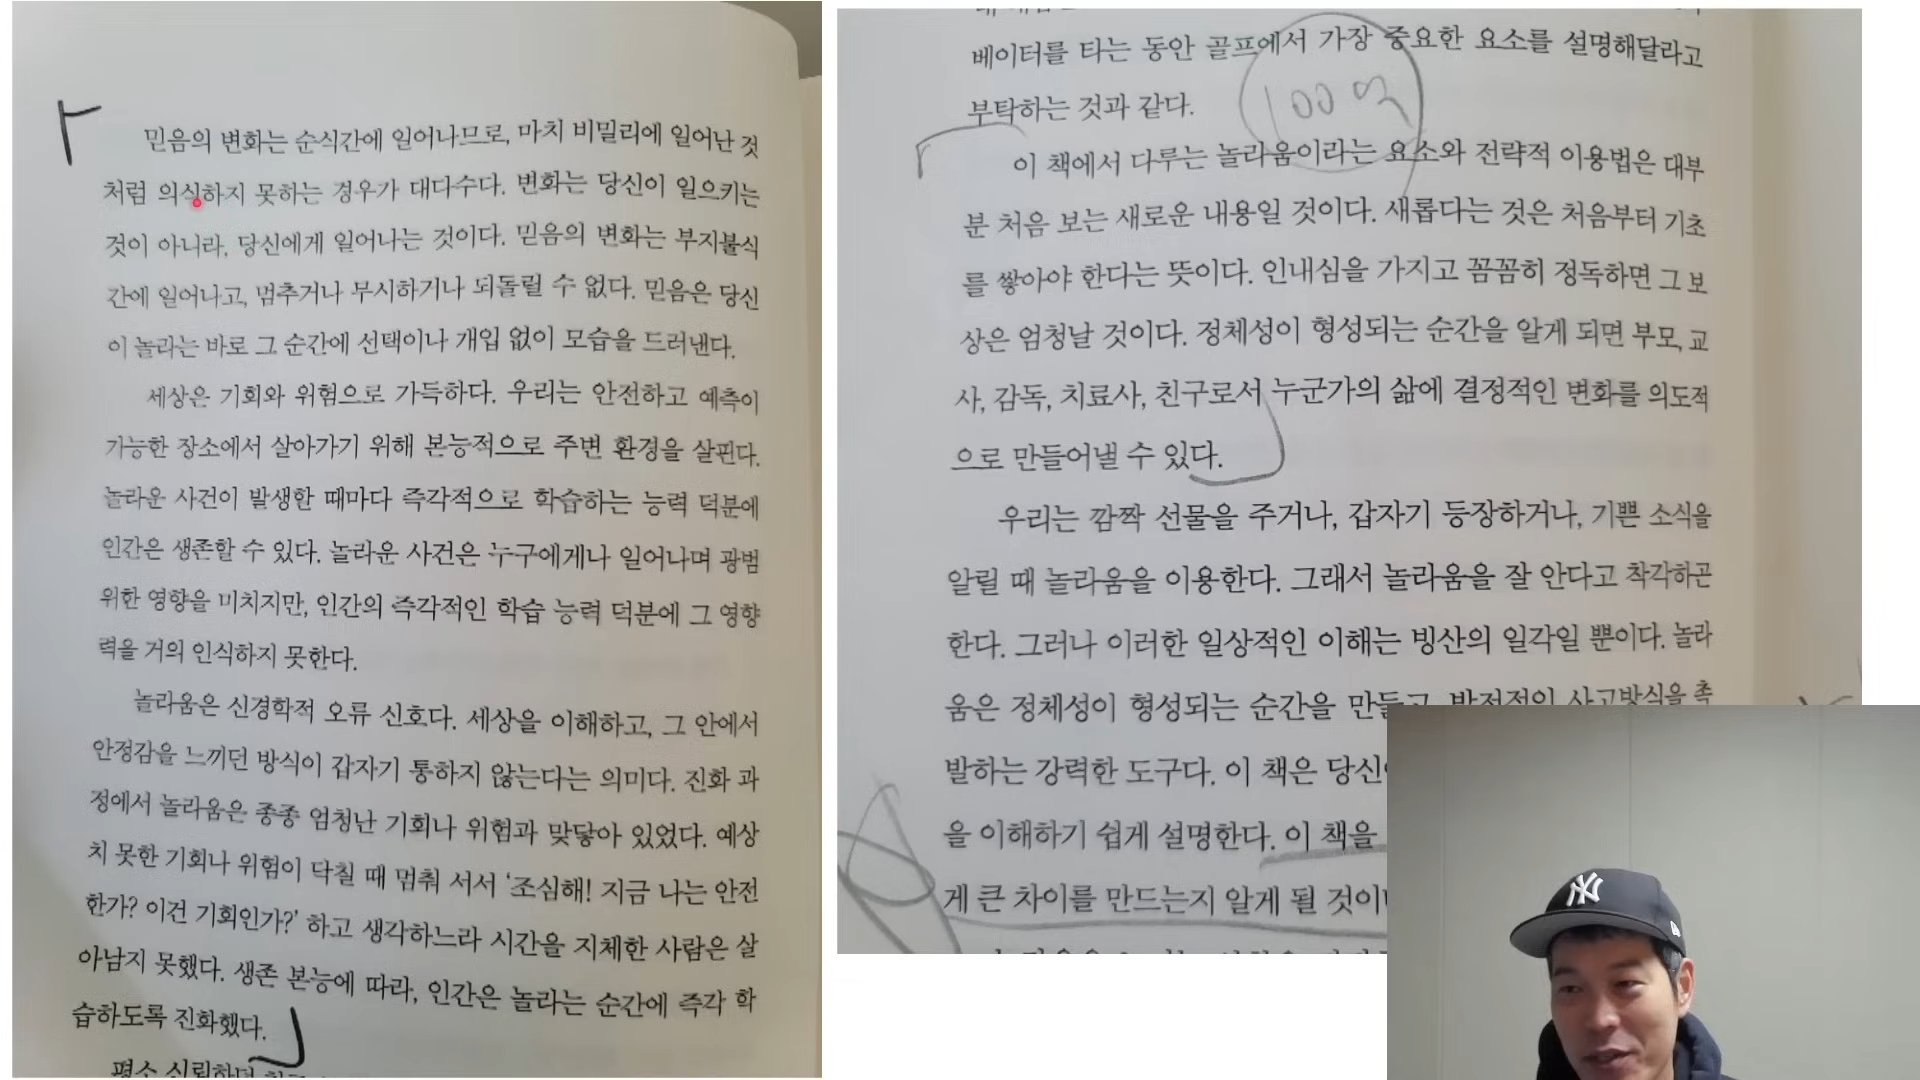 믿음의 변화는 순식간에 일어나므로, 마치 비밀리에 일어난 것
처럼 의식하지 못하는 경우가 대다수다. 변화는 당신이 일으키는
것이 아니라, 당신에게 일어나는 것이다. 믿음의 변화는 부지불식
간에 일어나고, 멈추거나 무시하거나 되돌릴 수 없다. 믿음은 당신
이 놀라는 바로 그 순간에 선택이나 개입 없이 모습을 드러낸다.
세상은 기회와 위험으로 가득하다. 우리는 안전하고 예측이
가능한 장소에서 살아가기 위해 본능적으로 주변 환경을 살핀다.
놀라운 사건이 발생할 때마다 즉각적으로 학습하는 능력 덕분에
인간은 생존할 수 있다. 놀라운 사건은 누구에게나 일어나며 광범
위한 영향을 미치지만, 인간의 즉각적인 학습 능력 덕분에 그 영향
력을 거의 인식하지 못한다.
놀라움은 신경학적 오류 신호다. 세상을 이해하고, 그 안에서
안정감을 느끼던 방식이 갑자기 통하지 않는다는 의미다. 진화 과
정에서 놀라움은 종종 엄청난 기회나 위험과 맞닿아 있었다. 예상
치 못한 기회나 위험이 닥칠 때 멈춰 서서 '조심해! 지금 나는 안전
한가? 이건 기회인가?' 하고 생각하느라 시간을 지체한 사람은 살
아남지 못했다. 생존 본능에 따라, 인간은 놀라는 순간에 즉각 학
습하도록 진화했다.
평소 신뢰하던
베이터를 타는 동안 골프에서 가장 중요한 요소를 설명해달라고
부탁하는 것과 같다.
100억
이 책에서 다루는 놀라움이라는 요소와 전략적 이용법은 대부
분 처음 보는 새로운 내용일 것이다. 새롭다는 것은 처음부터 기초
를 쌓아야 한다는 뜻이다. 인내심을 가지고 꼼꼼히 정독하면 그 보
상은 엄청날 것이다. 정체성이 형성되는 순간을 알게 되면 부모, 교
사, 감독, 치료사, 친구로서 누군가의 삶에 결정적인 변화를 의도적
으로 만들어낼 수 있다.
우리는 깜짝 선물을 주거나, 갑자기 등장하거나, 기쁜 소식을
알릴 때 놀라움을 이용한다. 그래서 놀라움을 잘 안다고 착각하곤
한다. 그러나 이러한 일상적인 이해는 빙산의 일각일 뿐이다. 놀라
움은 정체성이 형성되는 순간을 만들고, 발전적인 사고방식을 촉
발하는 강력한 도구다. 이 책은 당신
을 이해하기 쉽게 설명한다. 이 책을
게 큰 차이를 만드는지 알게 될 것이
NY